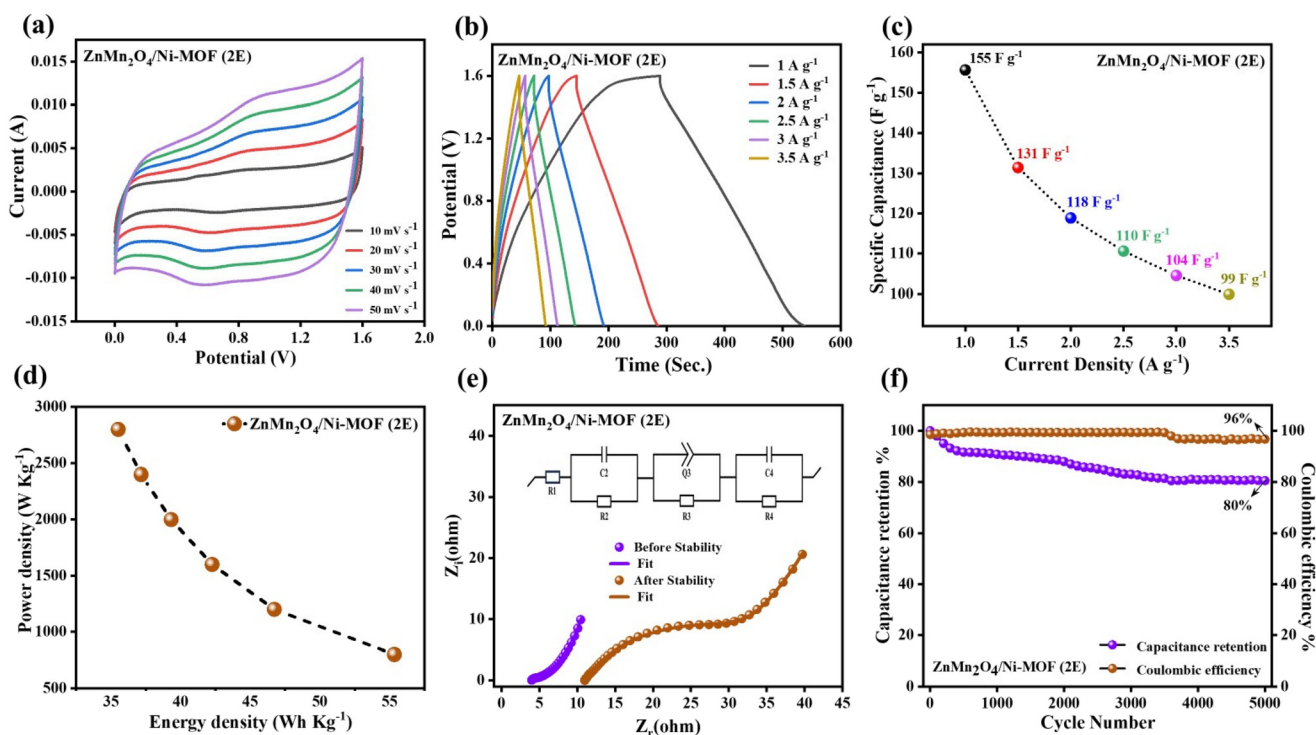 (a)
ZnMn₂O₄/Ni-MOF (2E)
0.015
0.010
0.005
0.000
-0.005
-0.010
-0.015
Current (A)
10 mV s⁻¹
20 mV s⁻¹
30 mV s⁻¹
40 mV s⁻¹
50 mV s⁻¹
0.0 0.4 0.8 1.2 1.6 2.0
Potential (V)
(b)
ZnMn₂O₄/Ni-MOF (2E)
1 A g⁻¹
1.5 A g⁻¹
2 A g⁻¹
2.5 A g⁻¹
3 A g⁻¹
3.5 A g⁻¹
2.0
1.6
1.2
0.8
0.4
0.0
Potential (V)
0 100 200 300 400 500 600
Time (Sec.)
(c)
ZnMn₂O₄/Ni-MOF (2E)
160
150
140
130
120
110
100
Specific Capacitance (F g⁻¹)
155 F g⁻¹
131 F g⁻¹
118 F g⁻¹
110 F g⁻¹
104 F g⁻¹
99 F g⁻¹
1.0 1.5 2.0 2.5 3.0 3.5
Current Density (A g⁻¹)
(d)
ZnMn₂O₄/Ni-MOF (2E)
3000
2500
2000
1500
1000
500
Power density (W Kg⁻¹)
35 40 45 50 55
Energy density (Wh Kg⁻¹)
(e)
ZnMn₂O₄/Ni-MOF (2E)
40
30
20
10
0
Zᵢ(ohm)
C2 Q3 C4
R1
R2 R3 R4
Before Stability
Fit
After Stability
Fit
0 5 10 15 20 25 30 35 40 45
Zᵣ(ohm)
(f)
100
80
60
40
20
0
Capacitance retention %
96%
80%
100
80
60
40
20
0
Coulombic efficiency %
Capacitance retention
ZnMn₂O₄/Ni-MOF (2E)
Coulombic efficiency
0 1000 2000 3000 4000 5000
Cycle Number